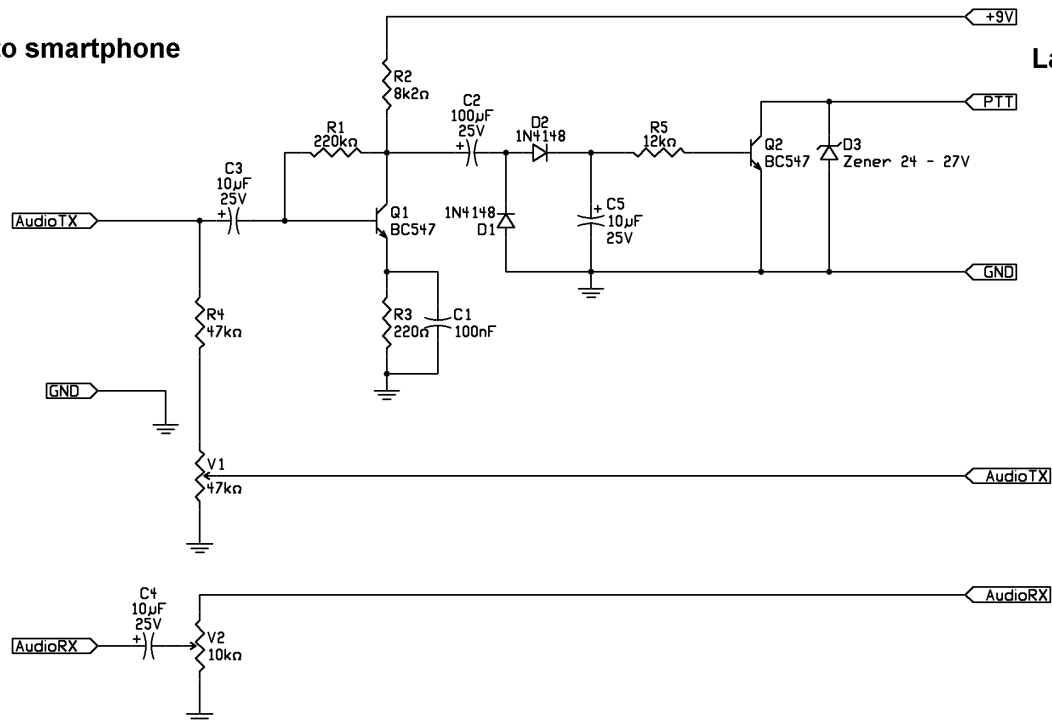 to smartphone
La
+9V
R2
8k2Ω
C2
100µF
25V
D2
1N4148
PTT
R1
220kΩ
R5
12kΩ
Q2
BC547
D3
Zener 24 - 27V
C3
10µF
25V
AudioTX
Q1
BC547
1N4148
D1
C5
10µF
25V
GND
R4
47kΩ
R3
220Ω
C1
100nF
GND
V1
47kΩ
AudioTX
C4
10µF
25V
AudioRX
AudioRX
V2
10kΩ